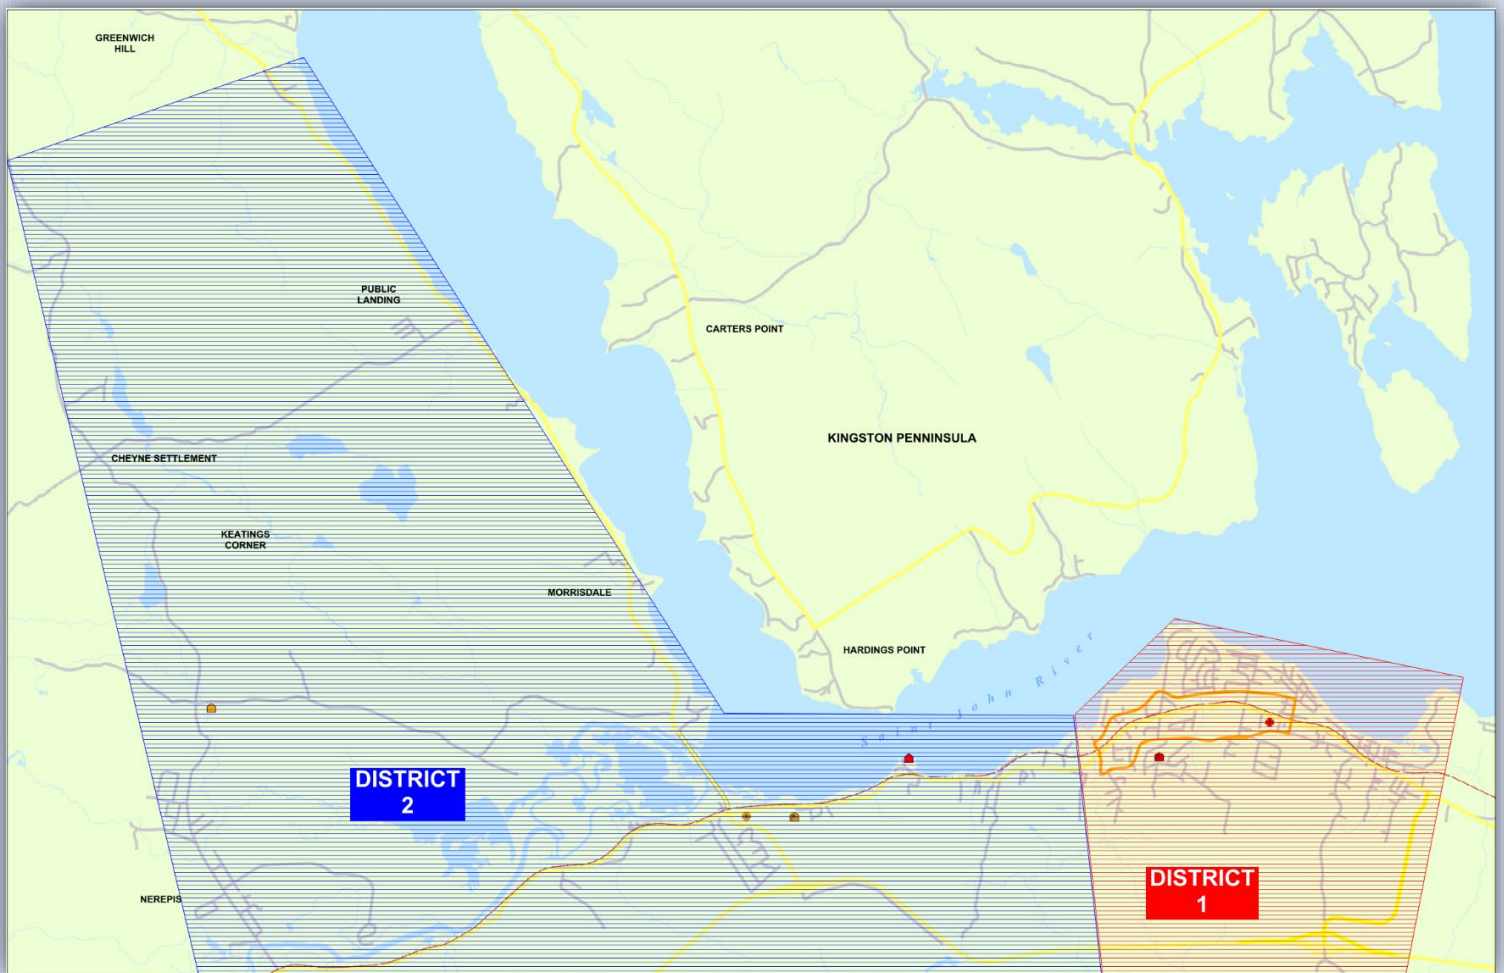 GREENWICH
HILL
PUBLIC
LANDING
CARTERS POINT
KINGSTON PENNINSULA
CHEYNE SETTLEMENT
KEATINGS
CORNER
MORRISDALE
HARDINGS POINT
Saint John River
DISTRICT
2
DISTRICT
1
NEREPIS